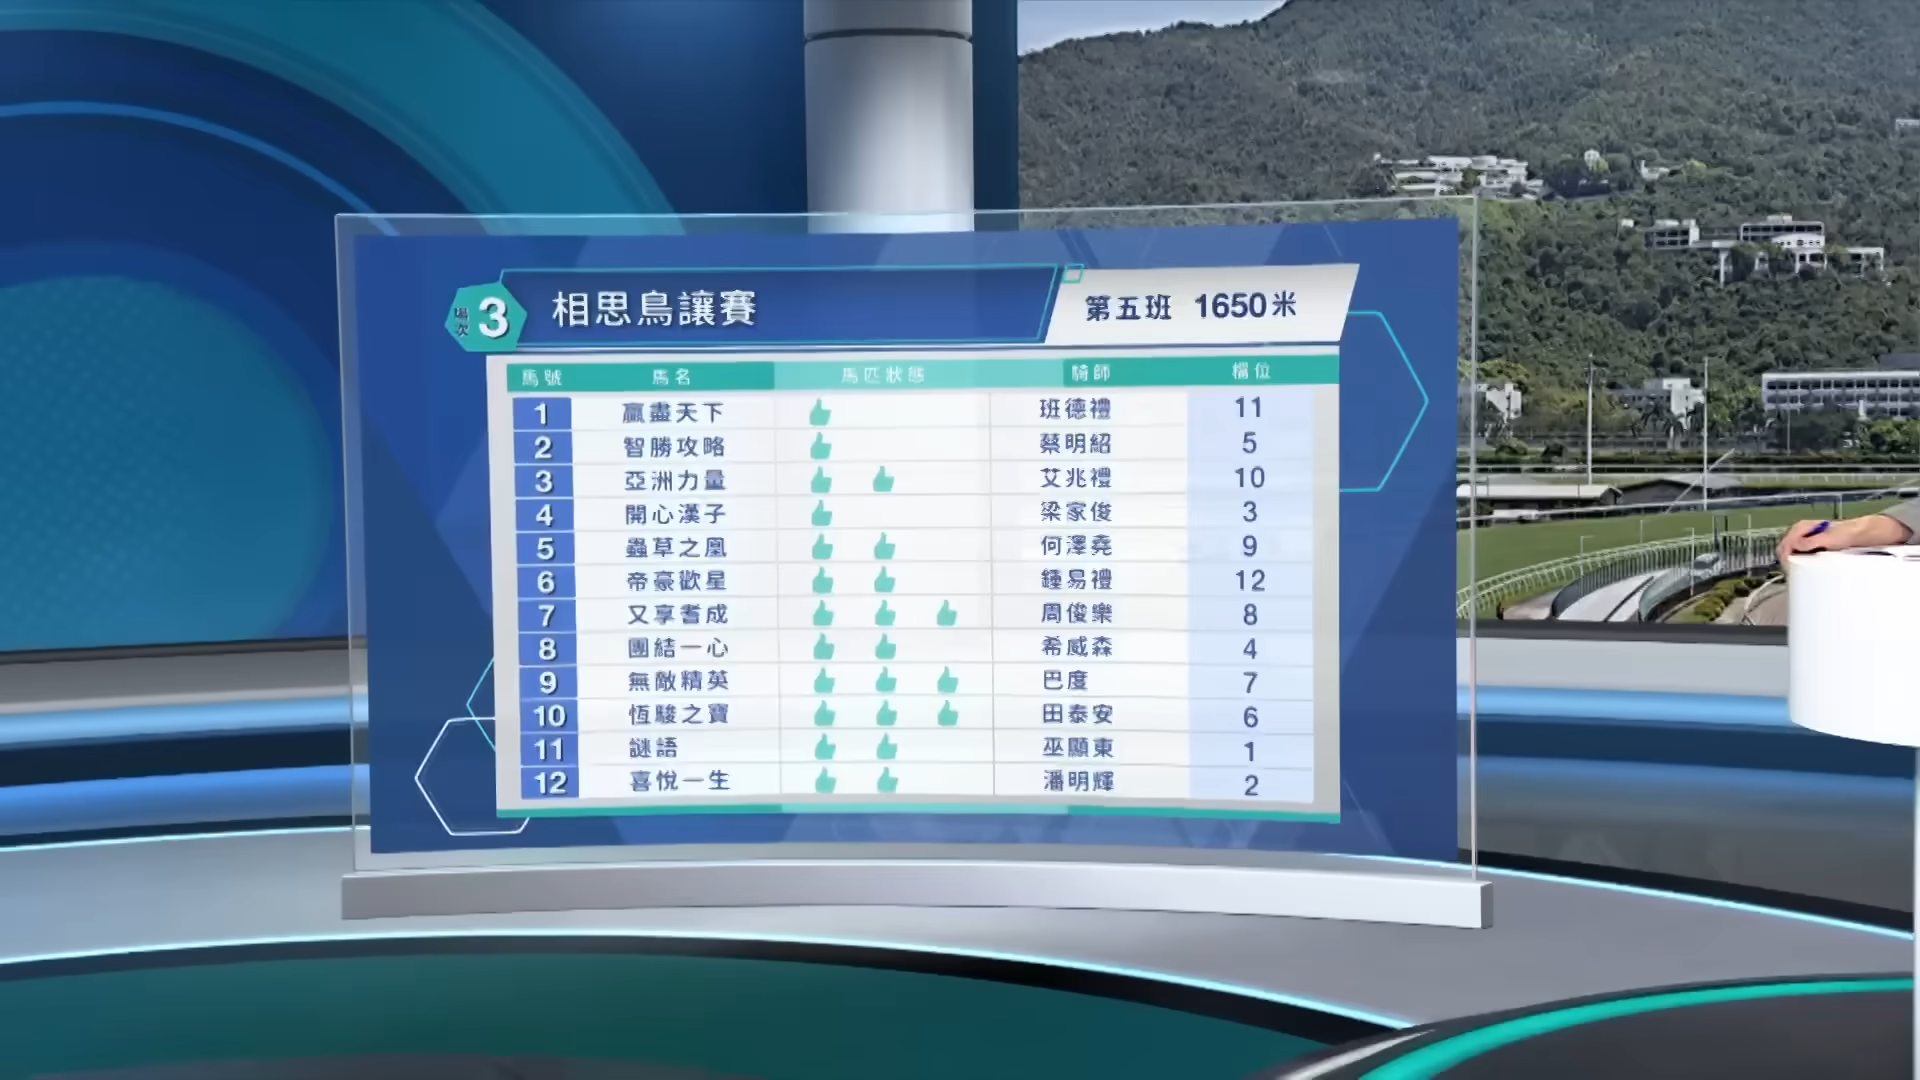 場次 3 相思鳥讓賽 第五班 1650米
馬號 馬名 馬匹狀態 騎師 檔位
1 贏盡天下 班德禮 11
2 智勝攻略 蔡明紹 5
3 亞洲力量 艾兆禮 10
4 開心漢子 梁家俊 3
5 蟲草之凰 何澤堯 9
6 帝豪歡星 鍾易禮 12
7 又享耆成 周俊樂 8
8 團結一心 希威森 4
9 無敵精英 巴度 7
10 恆駿之寶 田泰安 6
11 謎語 巫顯東 1
12 喜悅一生 潘明輝 2